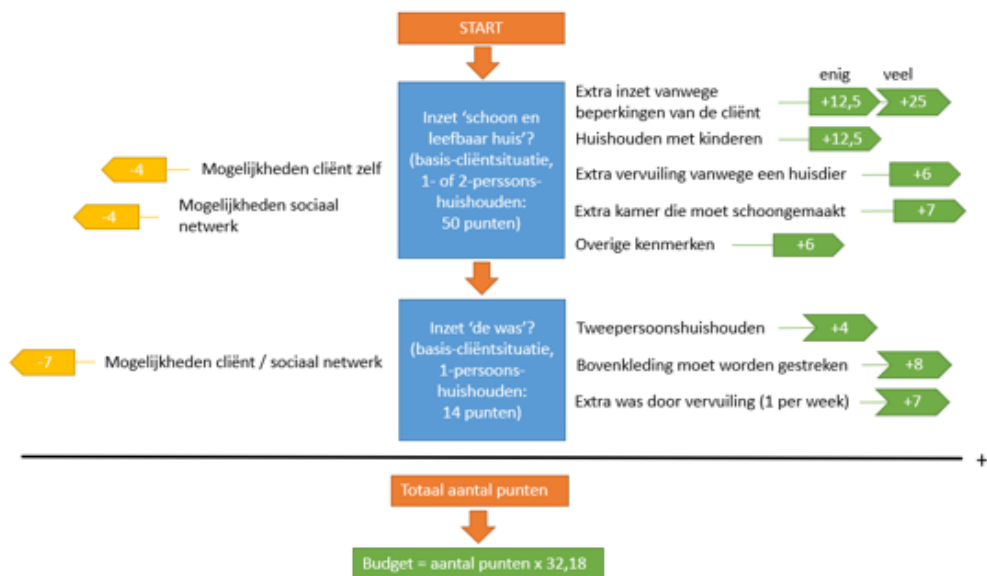 START
Inzet 'schoon en
leefbaar huis'?
(basis-cliëntsituatie,
1- of 2-perssons-
huishouden:
50 punten)
-4
Mogelijkheden cliënt zelf
-4
Mogelijkheden sociaal
netwerk
enig veel
Extra inzet vanwege
beperkingen van de cliënt
+12,5 +25
Huishouden met kinderen
+12,5
Extra vervuiling vanwege een huisdier
+6
Extra kamer die moet schoongemaakt
+7
Overige kenmerken
+6
Inzet 'de was'?
(basis-cliëntsituatie,
1-persoons-
huishouden:
14 punten)
-7
Mogelijkheden cliënt / sociaal netwerk
Tweepersoonshuishouden
+4
Bovenkleding moet worden gestreken
+8
Extra was door vervuiling (1 per week)
+7
+
Totaal aantal punten
Budget = aantal punten x 32,18